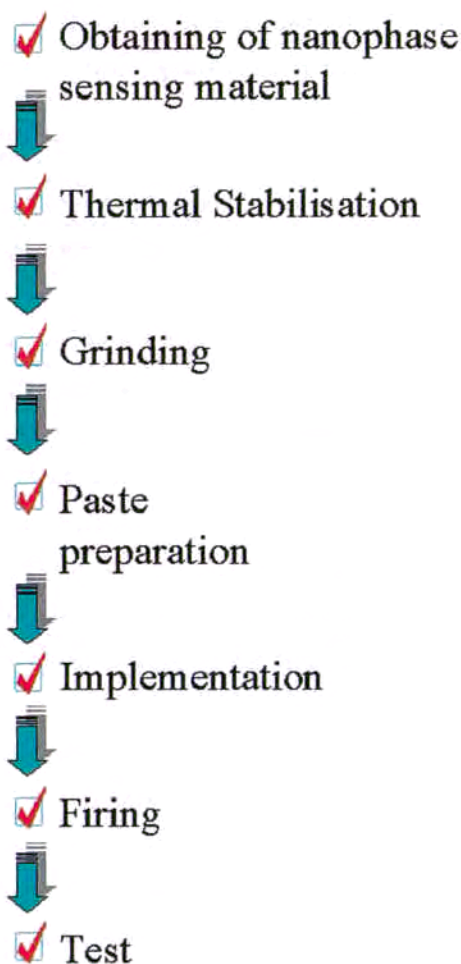 Obtaining of nanophase
sensing material
Thermal Stabilisation
Grinding
Paste
preparation
Implementation
Firing
Test